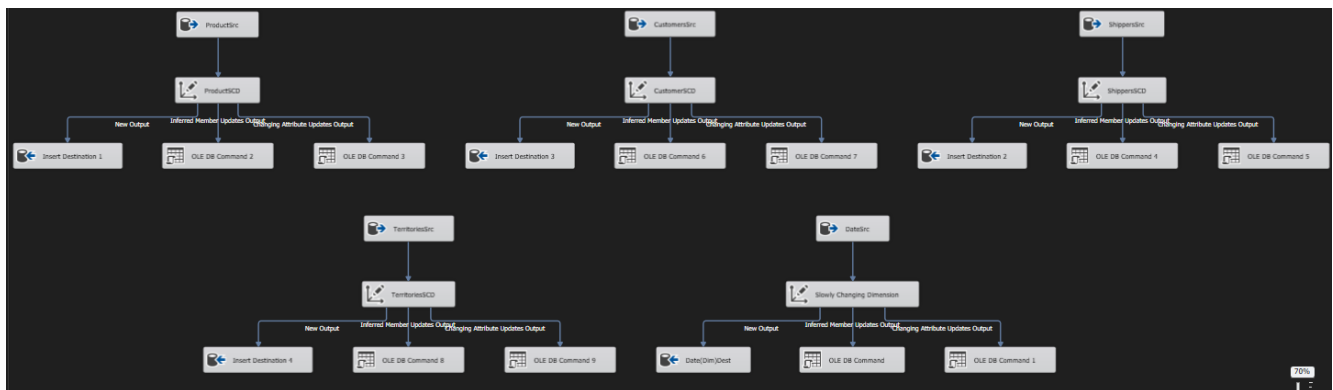 ProductSrc
CustomersSrc
ShippersSrc
ProductSCD
CustomerSCD
ShippersSCD
New Output
Inferred Member Updates Output
Changing Attribute Updates Output
New Output
Inferred Member Updates Output
Changing Attribute Updates Output
New Output
Inferred Member Updates Output
Changing Attribute Updates Output
Insert Destination 1
OLE DB Command 2
OLE DB Command 3
Insert Destination 3
OLE DB Command 6
OLE DB Command 7
Insert Destination 2
OLE DB Command 4
OLE DB Command 5
TerritoriesSrc
DateSrc
TerritoriesSCD
Slowly Changing Dimension
New Output
Inferred Member Updates Output
Changing Attribute Updates Output
New Output
Inferred Member Updates Output
Changing Attribute Updates Output
Insert Destination 4
OLE DB Command 8
OLE DB Command 9
Date(Dim)Dest
OLE DB Command
OLE DB Command 1
70%